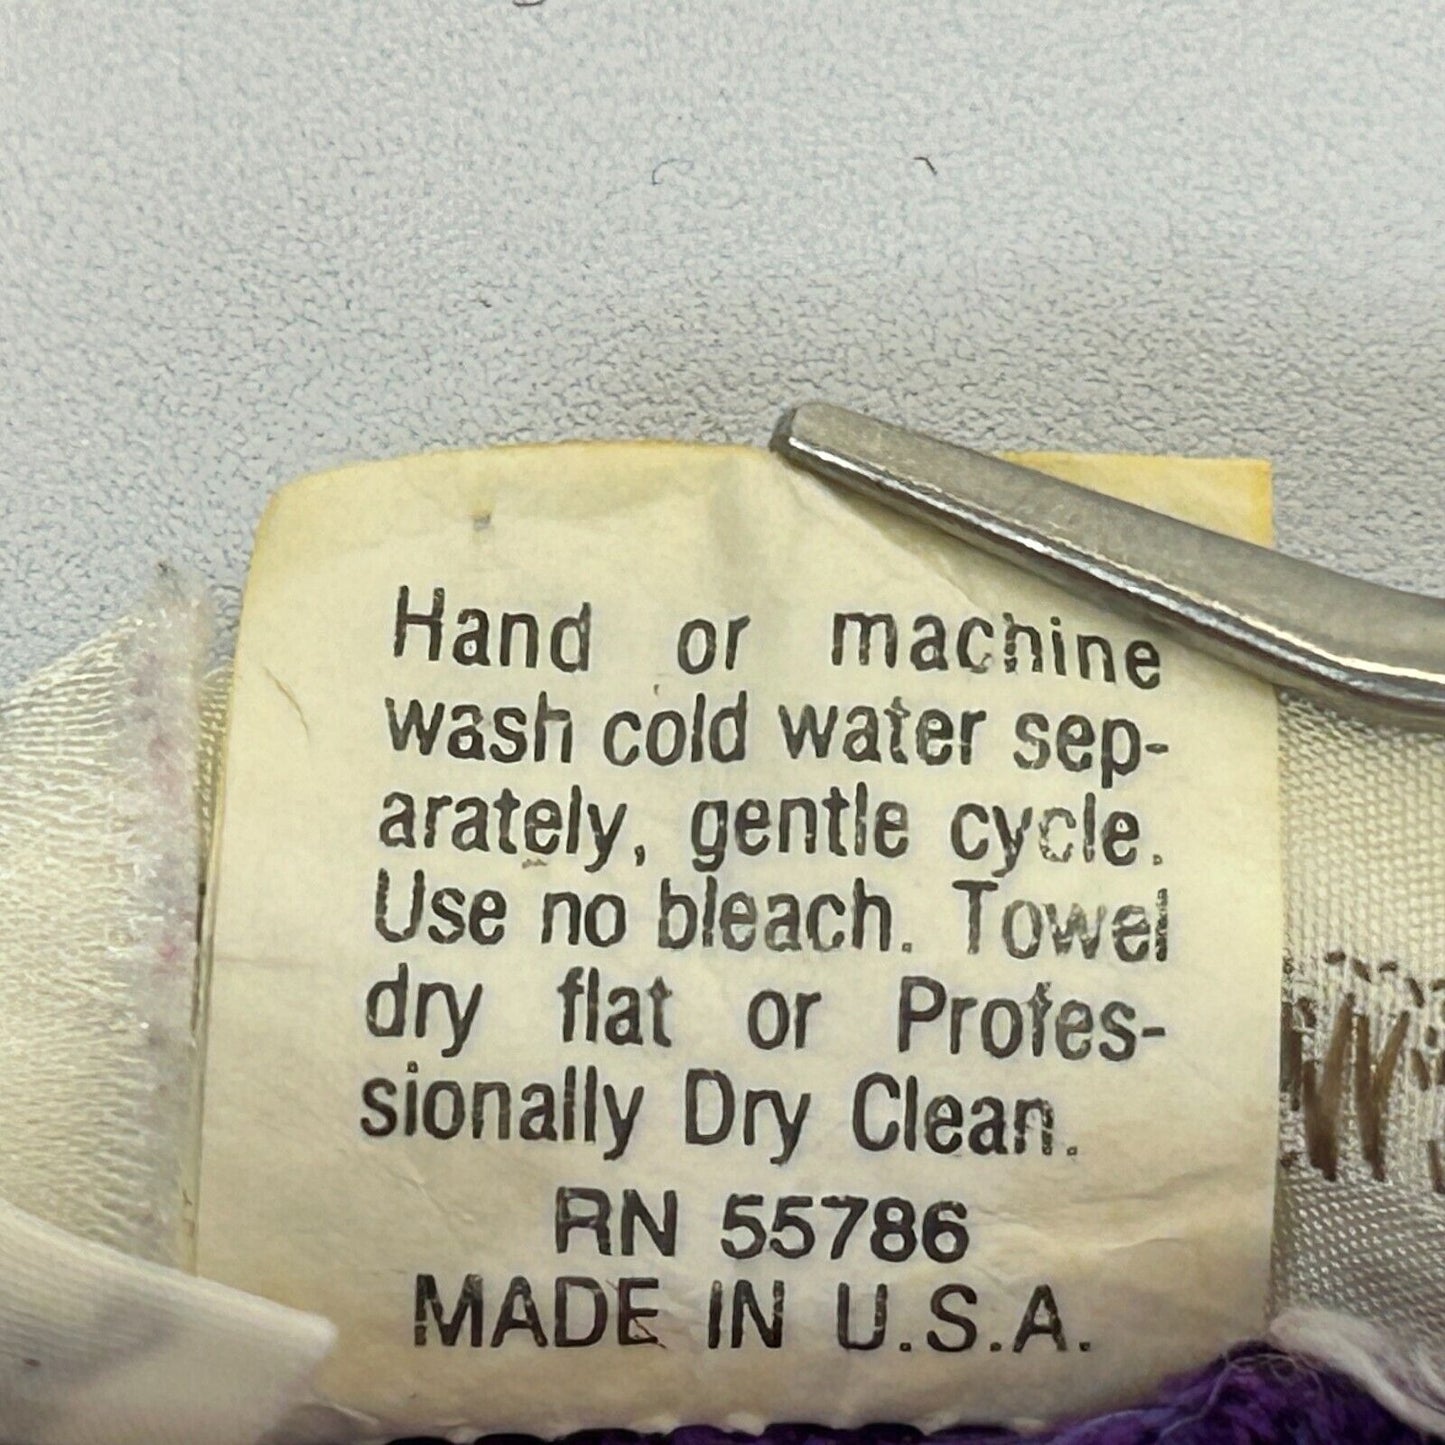 Hand or machine
wash cold water sep-
arately, gentle cycle.
Use no bleach. Towel
dry flat or Profes-
sionally Dry Clean.
RN 55786
MADE IN U.S.A.